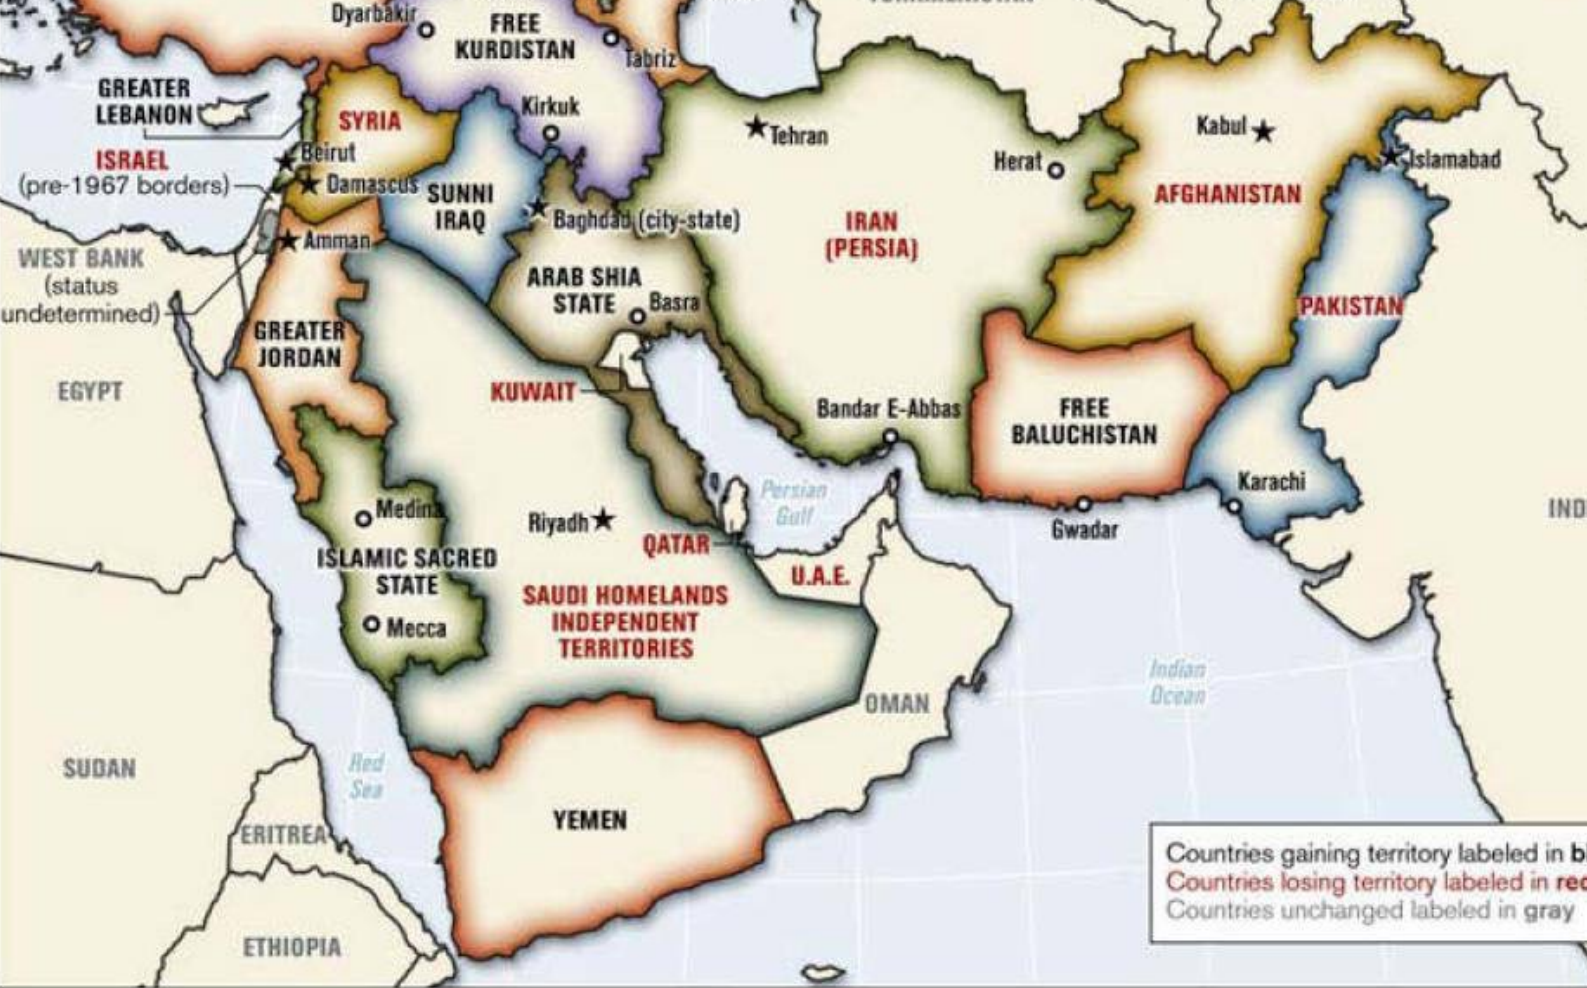 Dyarbakir
FREE
KURDISTAN
Tabriz
GREATER
LEBANON
SYRIA
Kirkuk
Tehran
Herat
Kabul
Islamabad
ISRAEL
(pre-1967 borders)
Beirut
Damascus
SUNNI
IRAQ
Baghdad (city-state)
IRAN
(PERSIA)
AFGHANISTAN
WEST BANK
(status
undetermined)
Amman
ARAB SHIA
STATE
Basra
PAKISTAN
GREATER
JORDAN
EGYPT
KUWAIT
Bandar E-Abbas
FREE
BALUCHISTAN
Karachi
Persian
Gulf
Gwadar
IND
Medina
Riyadh
QATAR
ISLAMIC SACRED
STATE
U.A.E.
SAUDI HOMELANDS
INDEPENDENT
TERRITORIES
Mecca
Indian
Ocean
OMAN
SUDAN
Red
Sea
YEMEN
ERITREA
ETHIOPIA
Countries gaining territory labeled in bl
Countries losing territory labeled in red
Countries unchanged labeled in gray